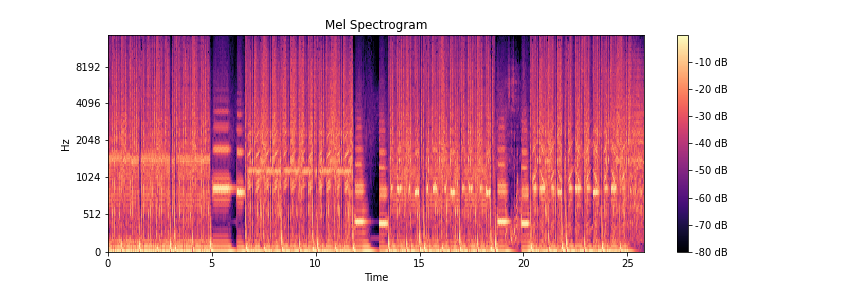 Mel Spectrogram
Hz
8192
4096
2048
1024
512
0
0 5 10 15 20 25
Time
-10 dB
-20 dB
-30 dB
-40 dB
-50 dB
-60 dB
-70 dB
-80 dB